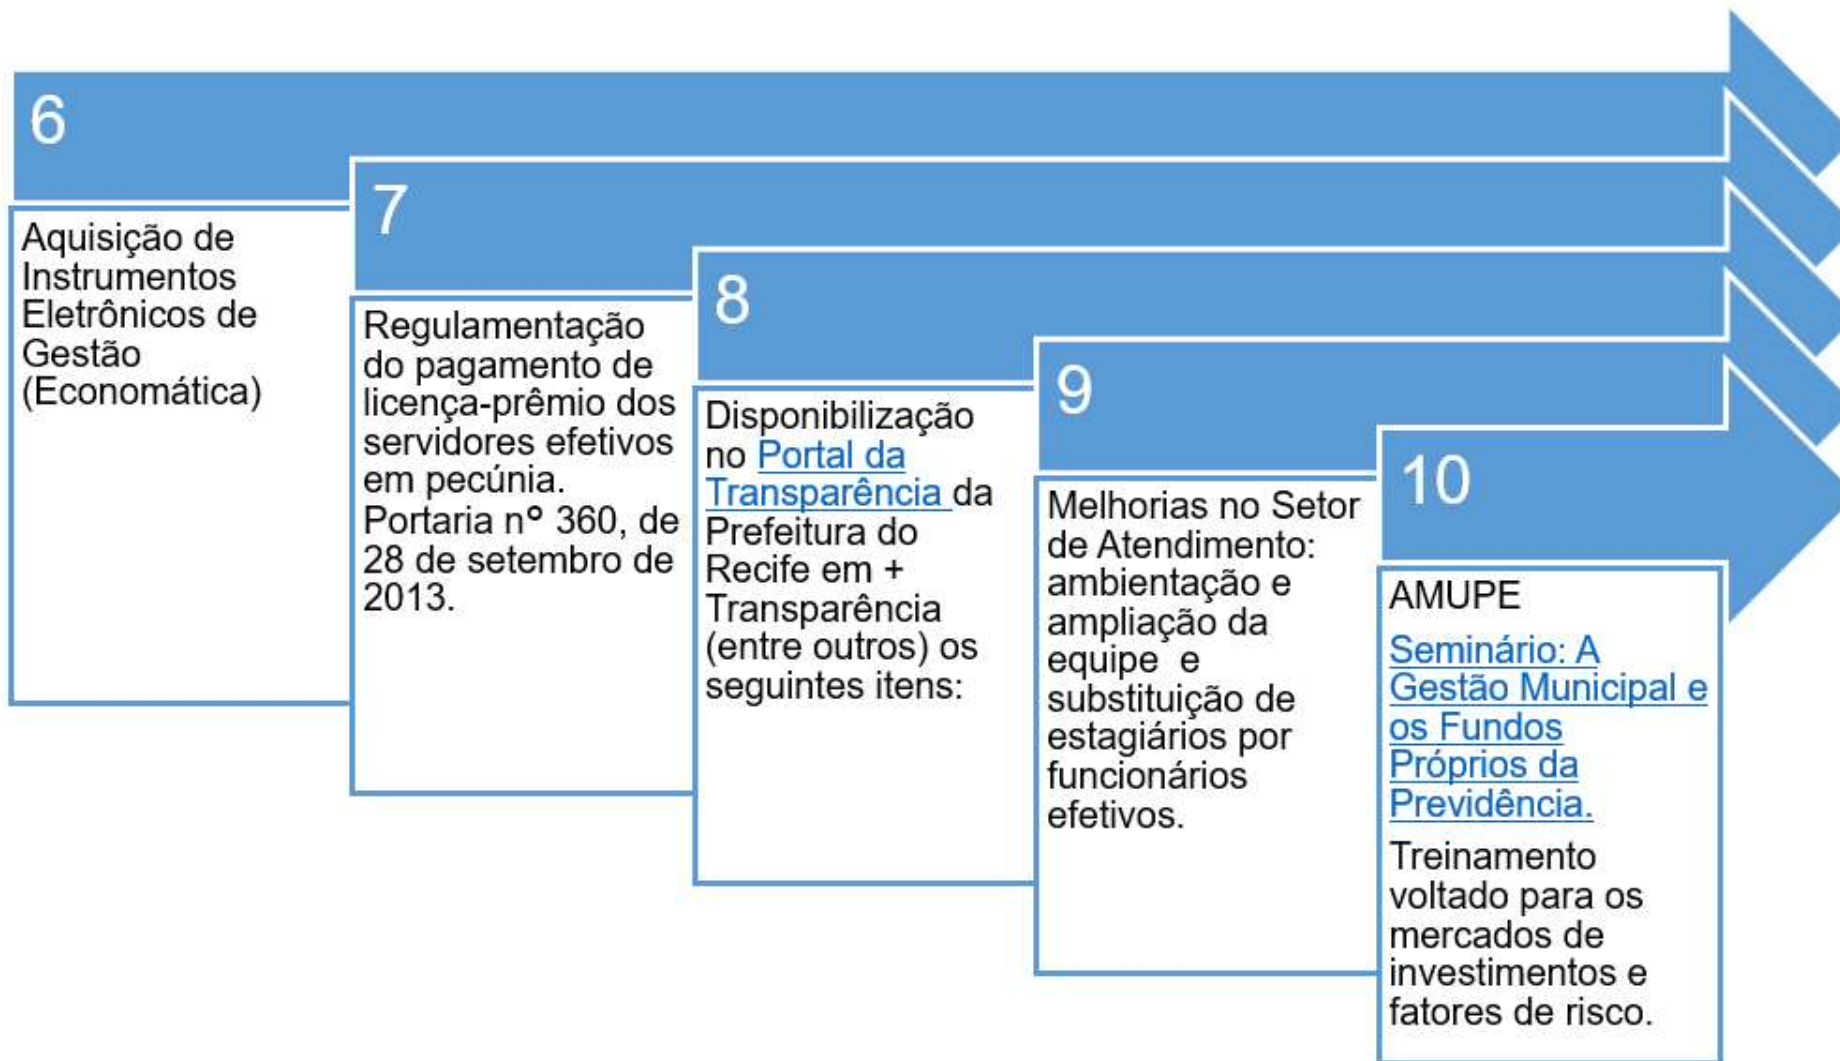 6
Aquisição de
Instrumentos
Eletrônicos de
Gestão
(Economática)
7
Regulamentação
do pagamento de
licença-prêmio dos
servidores efetivos
em pecúnia.
Portaria nº 360, de
28 de setembro de
2013.
8
Disponibilização
no Portal da
Transparência da
Prefeitura do
Recife em +
Transparência
(entre outros) os
seguintes itens:
9
Melhorias no Setor
de Atendimento:
ambientação e
ampliação da
equipe e
substituição de
estagiários por
funcionários
efetivos.
10
AMUPE
Seminário: A
Gestão Municipal e
os Fundos
Próprios da
Previdência.
Treinamento
voltado para os
mercados de
investimentos e
fatores de risco.